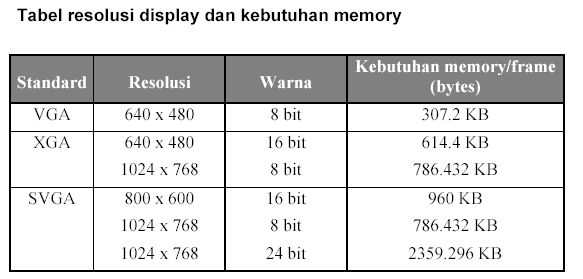 Tabel resolusi display dan kebutuhan memory
Standard Resolusi Warna Kebutuhan memory/frame (bytes)
VGA 640 x 480 8 bit 307.2 KB
XGA 640 x 480 16 bit 614.4 KB
1024 x 768 8 bit 786.432 KB
SVGA 800 x 600 16 bit 960 KB
1024 x 768 8 bit 786.432 KB
1024 x 768 24 bit 2359.296 KB